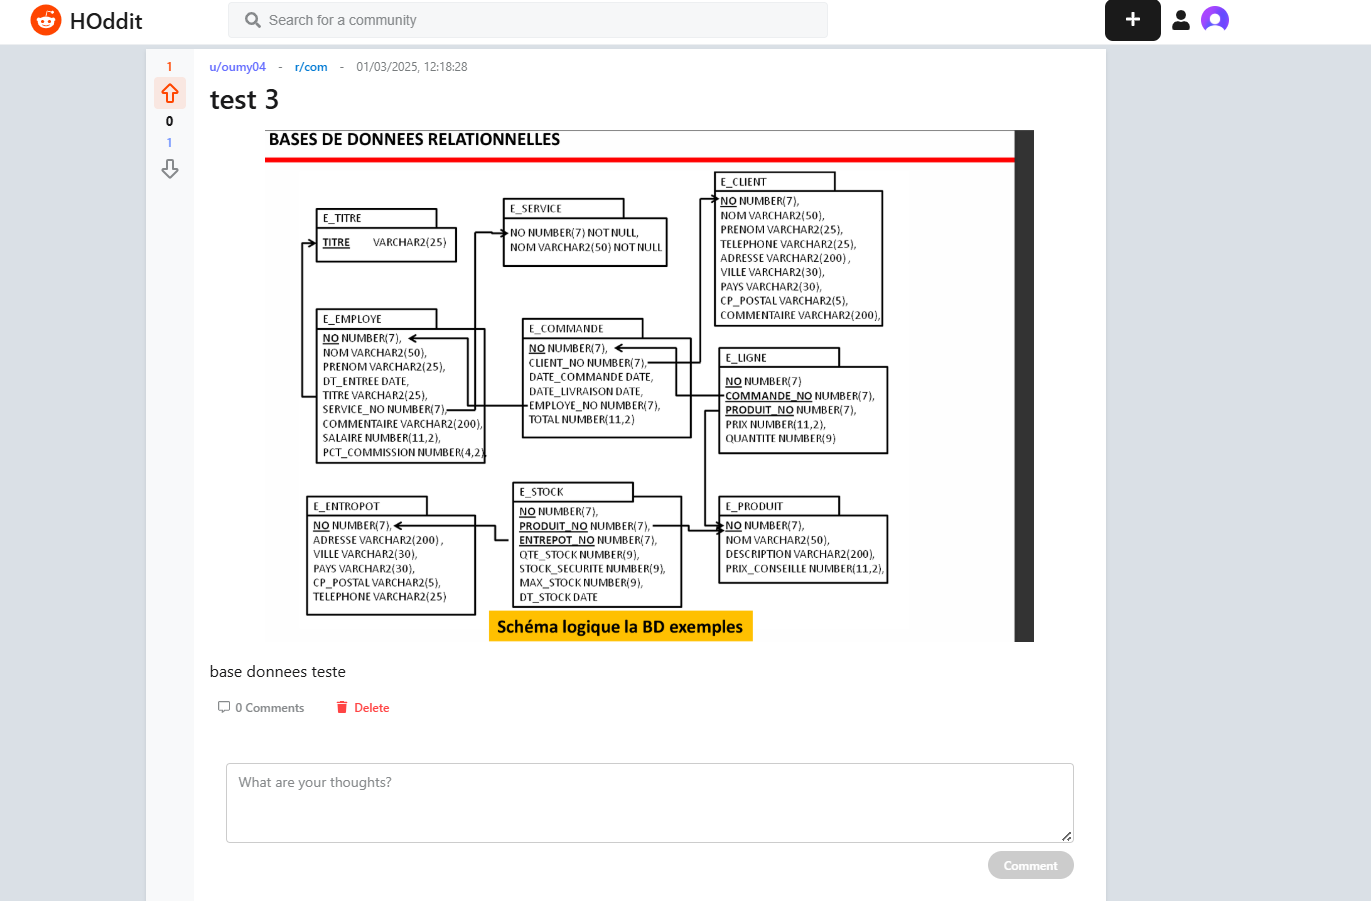 HOddit
Search for a community
+
1
0
1
u/oumy04 - r/com - 01/03/2025, 12:18:28
test 3
BASES DE DONNEES RELATIONNELLES
E_TITRE
TITRE VARCHAR2(25)
E_SERVICE
NO NUMBER(7) NOT NULL,
NOM VARCHAR2(50) NOT NULL
E_CLIENT
NO NUMBER(7),
NOM VARCHAR2(50),
PRENOM VARCHAR2(25),
TELEPHONE VARCHAR2(25),
ADRESSE VARCHAR2(200) ,
VILLE VARCHAR2(30),
PAYS VARCHAR2(30),
CP_POSTAL VARCHAR2(5),
COMMENTAIRE VARCHAR2(200),
E_EMPLOYE
NO NUMBER(7),
NOM VARCHAR2(50),
PRENOM VARCHAR2(25),
DT_ENTREE DATE,
TITRE VARCHAR2(25),
SERVICE_NO NUMBER(7),
COMMENTAIRE VARCHAR2(200),
SALAIRE NUMBER(11,2),
PCT_COMMISSION NUMBER(4,2),
E_COMMANDE
NO NUMBER(7),
CLIENT_NO NUMBER(7),
DATE_COMMANDE DATE,
DATE_LIVRAISON DATE,
EMPLOYE_NO NUMBER(7),
TOTAL NUMBER(11,2)
E_LIGNE
NO NUMBER(7)
COMMANDE_NO NUMBER(7),
PRODUIT_NO NUMBER(7),
PRIX NUMBER(11,2),
QUANTITE NUMBER(9)
E_ENTROPOT
NO NUMBER(7),
ADRESSE VARCHAR2(200) ,
VILLE VARCHAR2(30),
PAYS VARCHAR2(30),
CP_POSTAL VARCHAR2(5),
TELEPHONE VARCHAR2(25)
E_STOCK
NO NUMBER(7),
PRODUIT_NO NUMBER(7),
ENTREPOT_NO NUMBER(7),
QTE_STOCK NUMBER(9),
STOCK_SECURITE NUMBER(9),
MAX_STOCK NUMBER(9),
DT_STOCK DATE
E_PRODUIT
NO NUMBER(7),
NOM VARCHAR2(50),
DESCRIPTION VARCHAR2(200),
PRIX_CONSEILLE NUMBER(11,2),
Schéma logique la BD exemples
base donnees teste
0 Comments Delete
What are your thoughts?
Comment